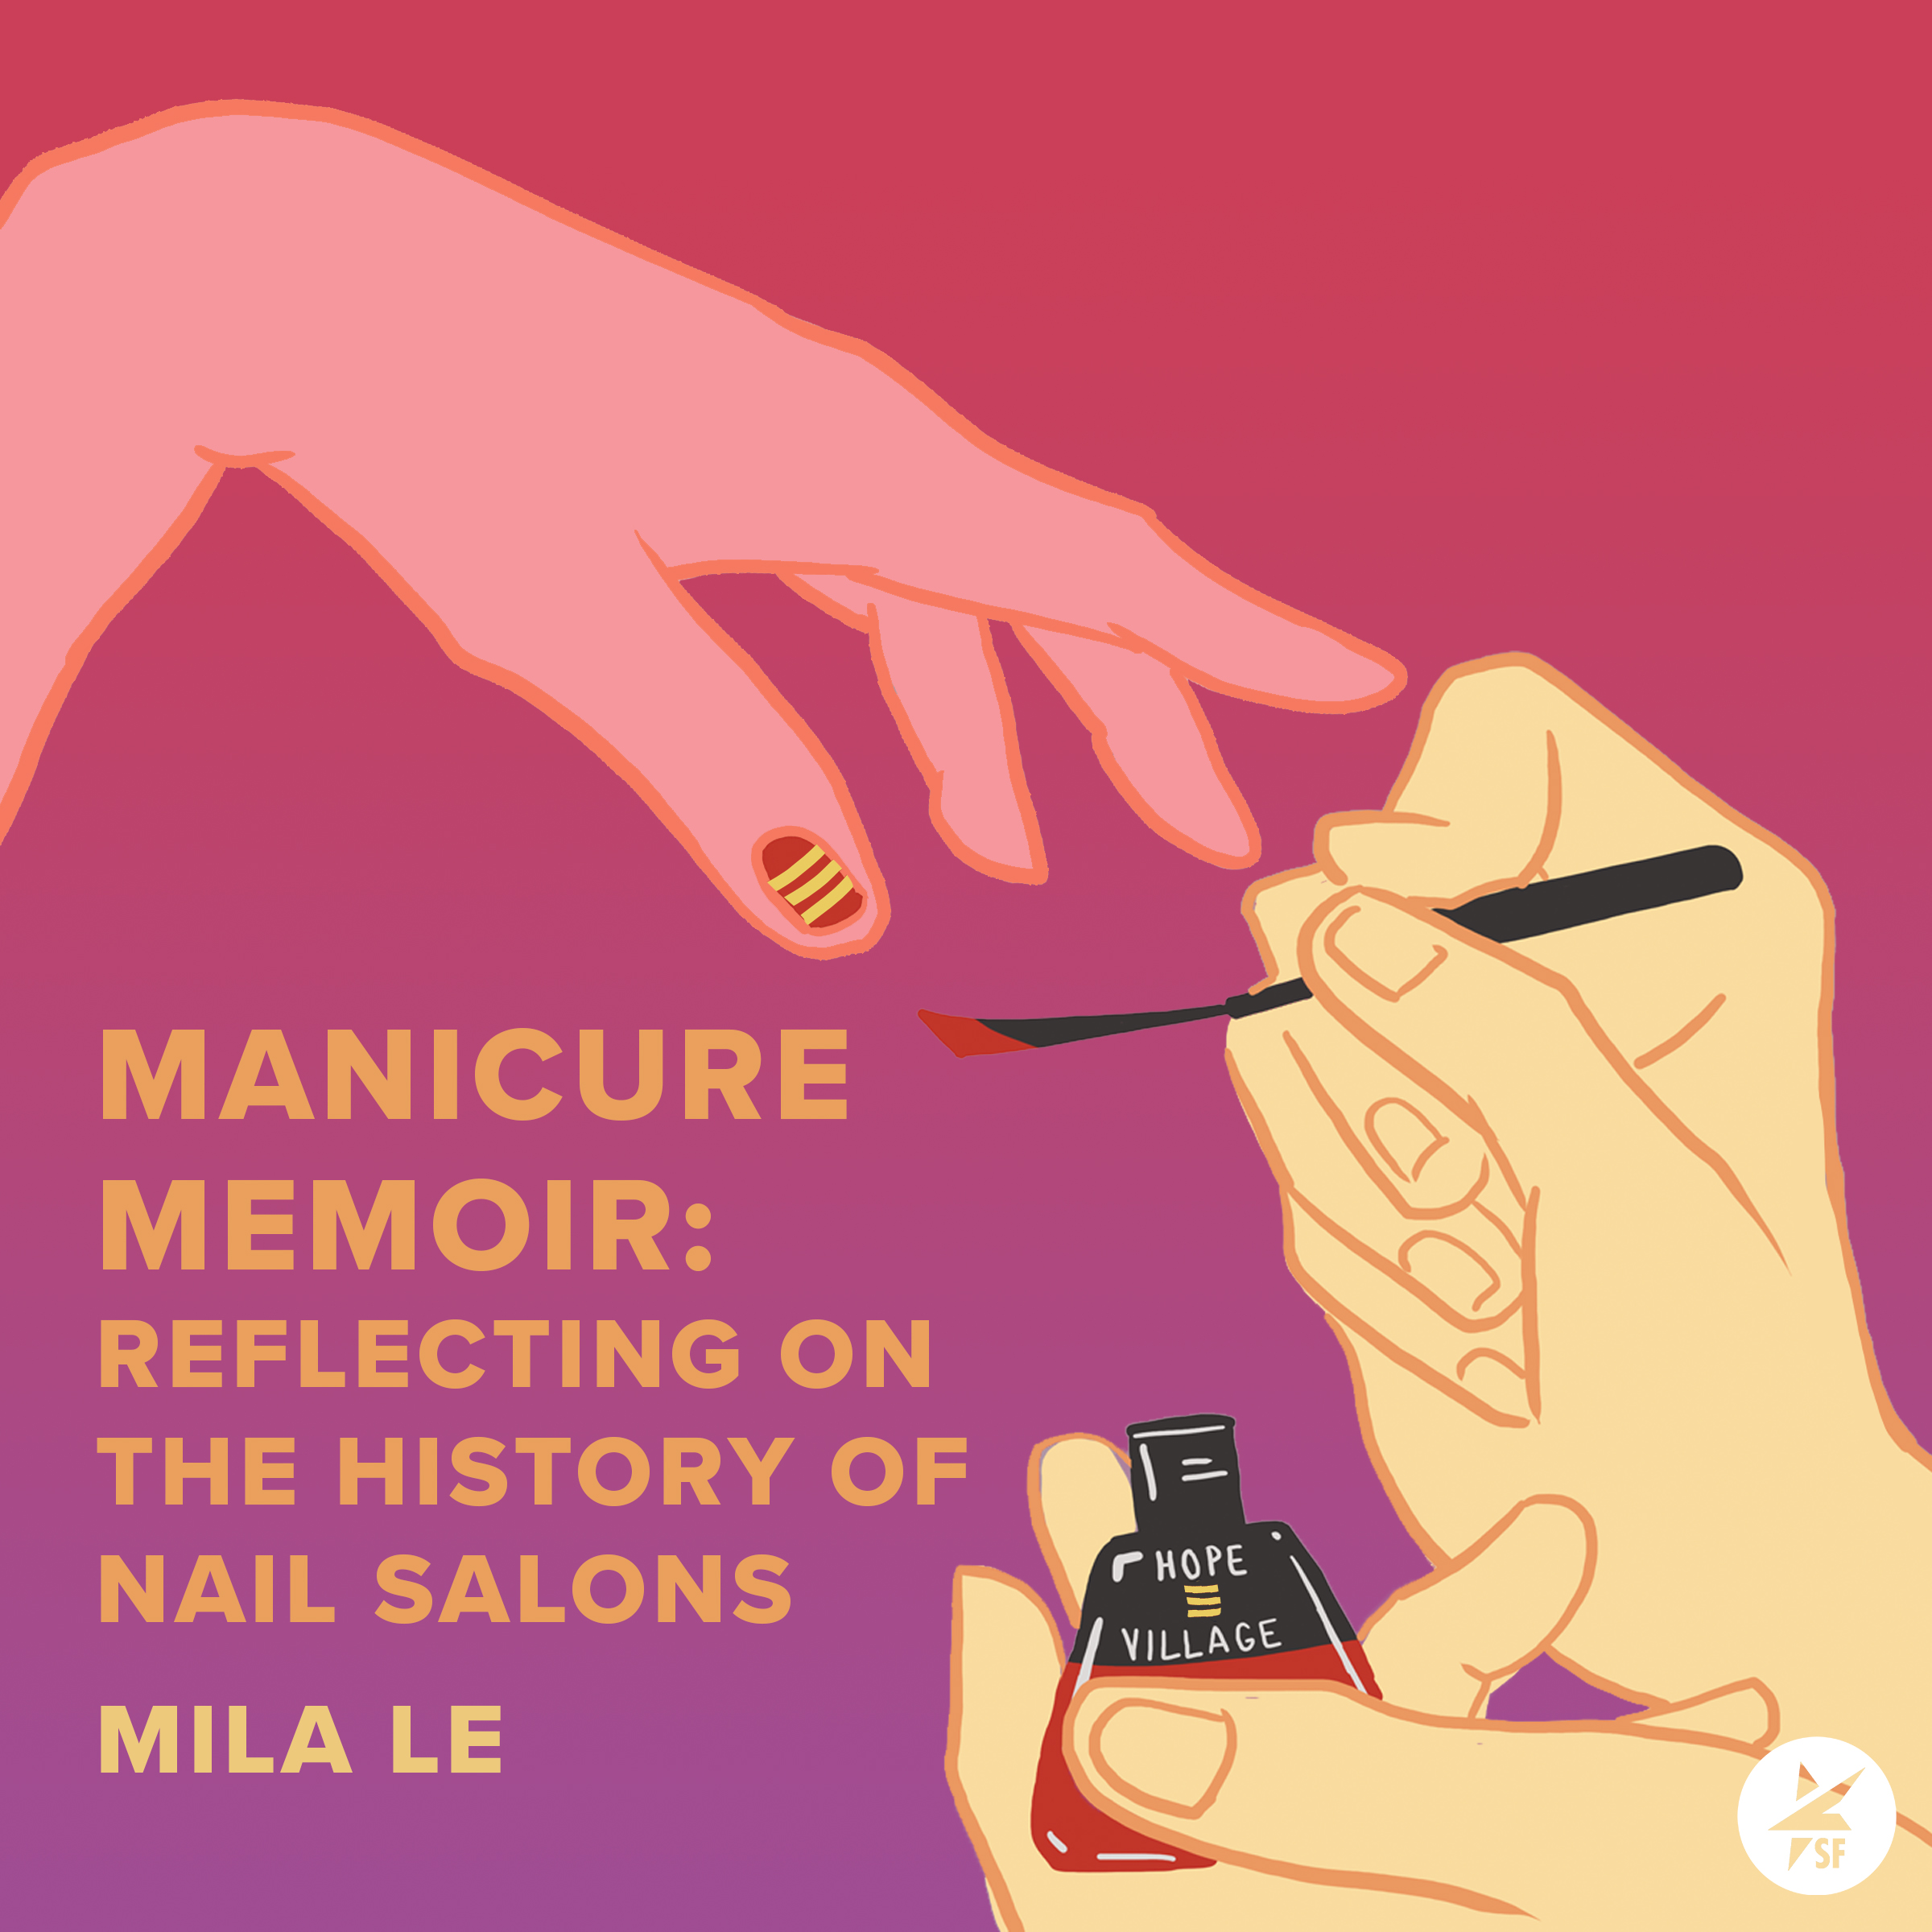 MANICURE
MEMOIR:
REFLECTING ON
THE HISTORY OF
NAIL SALONS
MILA LE
HOPE
VILLAGE
SF